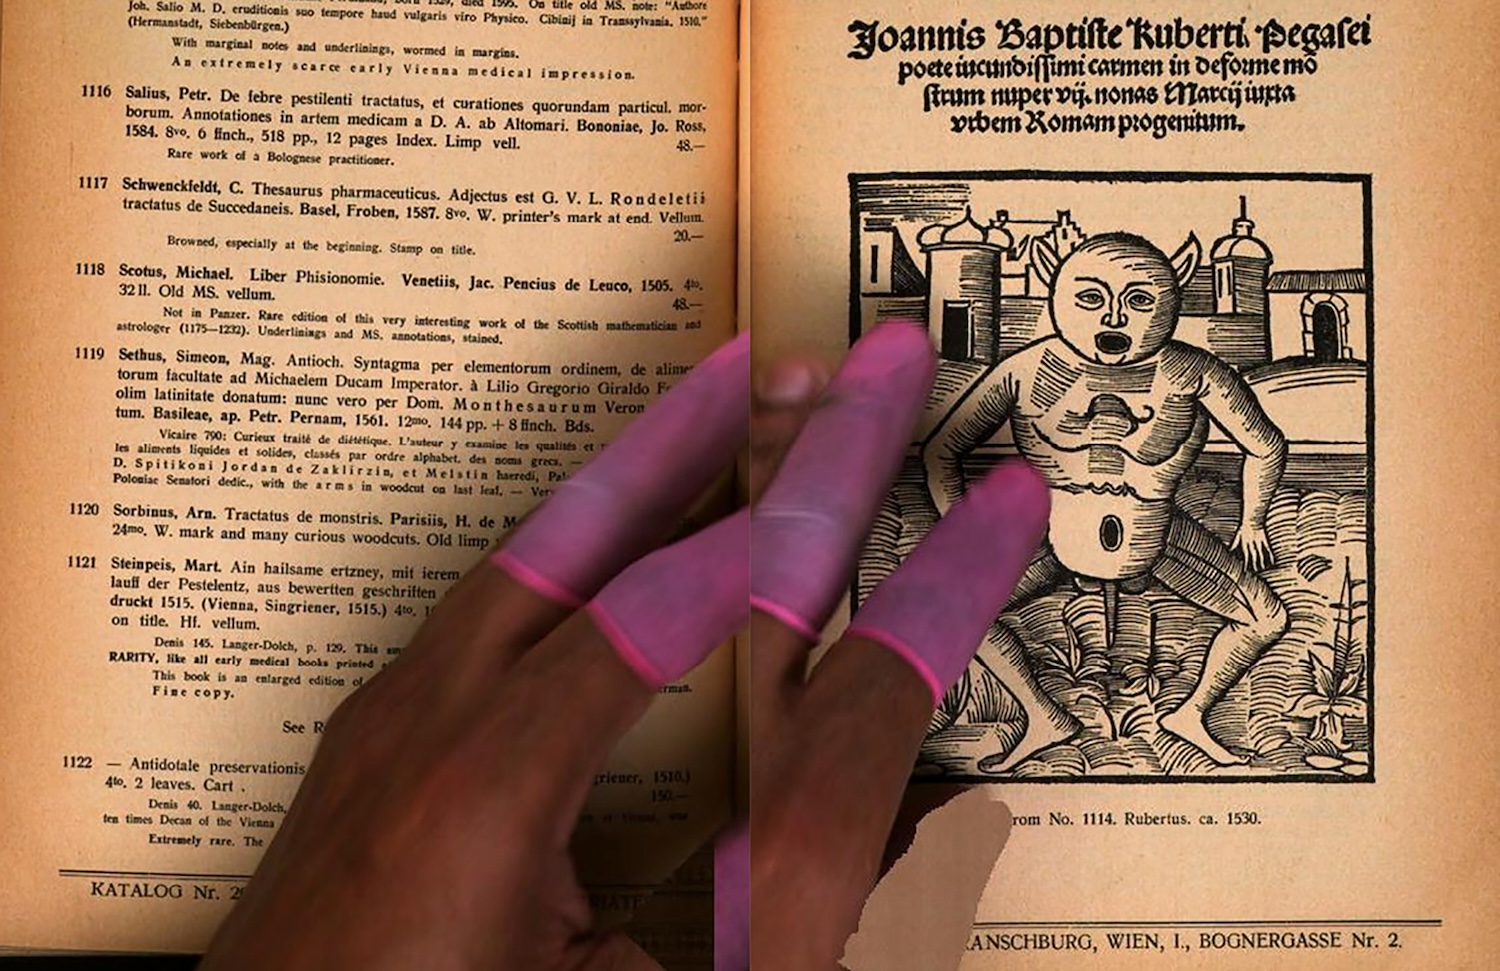 Joh. Salio M. D. eruditionis suo tempore haud vulgaris viro Physico. Cibinij in Transsylvania. 1510."
(Hermanstadt, Siebenbürgen.)
With marginal notes and underlinings, wormed in margins.
An extremely scarce early Vienna medical impression.
1116 Salius, Petr. De febre pestilenti tractatus, et curationes quorundam particul. mor-
borum. Annotationes in artem medicam a D. A. ab Altomari. Bononiae, Jo. Ross,
1584. 8vo. 6 ffnch., 518 pp., 12 pages Index. Limp vell. 48.—
Rare work of a Bolognese practitioner.
1117 Schwenckfeldt, C. Thesaurus pharmaceuticus. Adjectus est G. V. L. Rondeletii
tractatus de Succedaneis. Basel, Froben, 1587. 8vo. W. printer's mark at end. Vellum.
20.—
Browned, especially at the beginning. Stamp on title.
1118 Scotus, Michael. Liber Phisionomie. Venetiis, Jac. Pencius de Leuco, 1505. 4to.
32 ll. Old MS. vellum. 48.—
Not in Panzer. Rare edition of this very interesting work of the Scottish mathematician and
astrologer (1175—1232). Underlinings and MS. annotations, stained.
1119 Sethus, Simeon, Mag. Antioch. Syntagma per elementorum ordinem, de alimen
torum facultate ad Michaelem Ducam Imperator. à Lilio Gregorio Giraldo
olim latinitate donatum: nunc vero per Dom. Monthesaurum Veron
tum. Basileae, ap. Petr. Pernam, 1561. 12mo. 144 pp. + 8 ffnch. Bds.
Vicaire 790: Curieux traité de diététique. L'auteur y examine les qualités et
les aliments liquides et solides, classés par ordre alphabet. des noms grecs. —
D. Spitikoni Jordan de Zaklirzin, et Melstin haeredi,
Poloniae Senatori dedic., with the arms in woodcut on last leaf. —
1120 Sorbinus, Arn. Tractatus de monstris. Parisiis, H. de M
24mo. W. mark and many curious woodcuts. Old limp
1121 Steinpeis, Mart. Ain hailsame ertzney, mit ierem
lauff der Pestelentz, aus bewertten geschriften
druckt 1515. (Vienna, Singriener, 1515.) 4to.
on title. Hf. vellum.
Denis 145. Langer-Dolch, p. 129. This
RARITY, like all early medical books printed
This book is an enlarged edition of
Fine copy.
See R
1122 — Antidotale preservationis griener, 1510.)
4to. 2 leaves. Cart. 150.—
Denis 40. Langer-Dolch,
ten times Decan of the Vienna
Extremely rare. The
KATALOG Nr. 2
Joannis Baptiste Ruberti Pegasei
poete iucundissimi carmen in deforme mõ
strum nuper vij. nonas Marcij iuxta
vrbem Romam progenitum.
rom No. 1114. Rubertus. ca. 1530.
ANSCHBURG, WIEN, I., BOGNERGASSE Nr. 2.